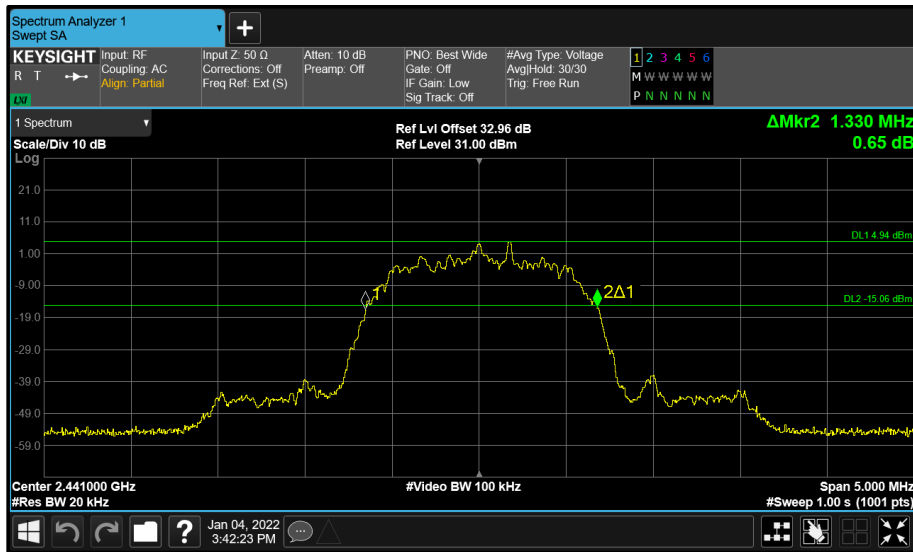 Spectrum Analyzer 1
Swept SA
+
KEYSIGHT
R T
LXI
Input: RF
Coupling: AC
Align: Partial
Input Z: 50 Ω
Corrections: Off
Freq Ref: Ext (S)
Atten: 10 dB
Preamp: Off
PNO: Best Wide
Gate: Off
IF Gain: Low
Sig Track: Off
#Avg Type: Voltage
Avg|Hold: 30/30
Trig: Free Run
1 2 3 4 5 6
M W W W W W
P N N N N N
1 Spectrum
Scale/Div 10 dB
Log
Ref Lvl Offset 32.96 dB
Ref Level 31.00 dBm
ΔMkr2 1.330 MHz
0.65 dB
21.0
11.0
DL1 4.94 dBm
1.00
-9.00
1
2Δ1
DL2 -15.06 dBm
-19.0
-29.0
-39.0
-49.0
-59.0
Center 2.441000 GHz
#Video BW 100 kHz
Span 5.000 MHz
#Res BW 20 kHz
#Sweep 1.00 s (1001 pts)
?
Jan 04, 2022
3:42:23 PM